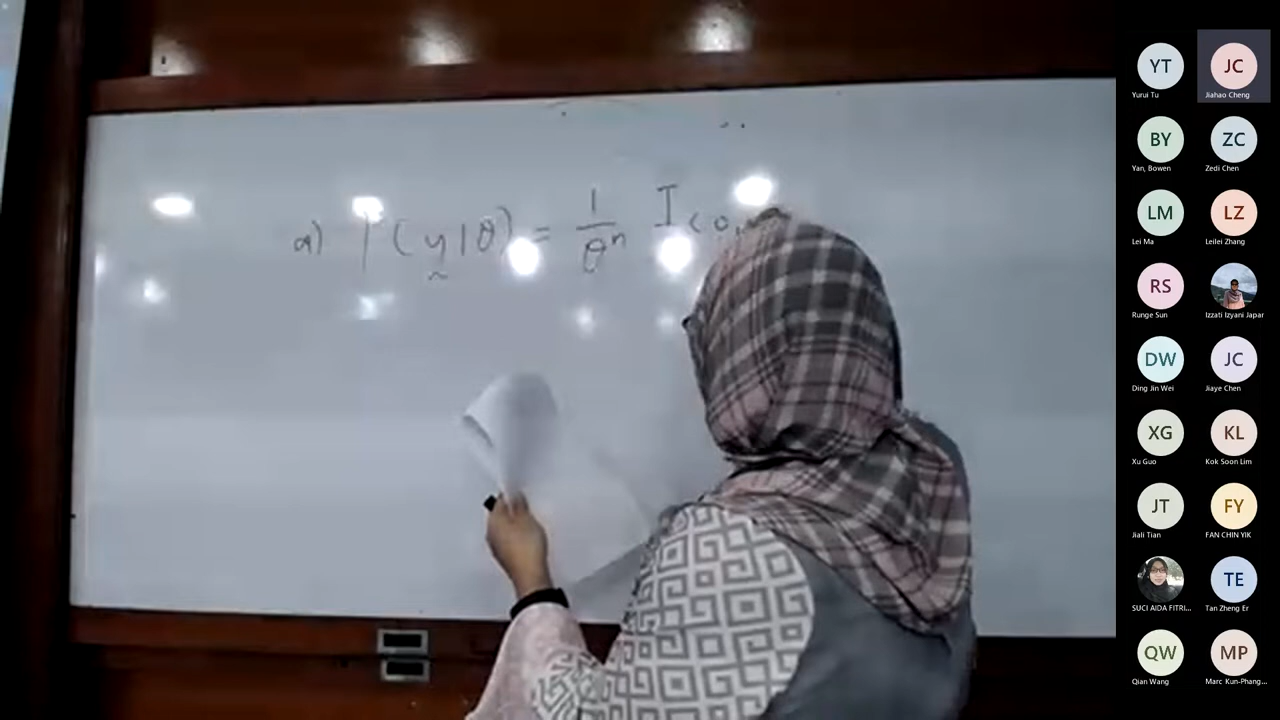 a) f(y|θ) = 1/θⁿ I(0,
~
YT JC
Yurui Tu Jiahao Cheng
BY ZC
Yan, Bowen Zedi Chen
LM LZ
Lei Ma Leilei Zhang
RS
Runge Sun Izzati Izyani Japar
DW JC
Ding Jin Wei Jiaye Chen
XG KL
Xu Guo Kok Soon Lim
JT FY
Jiali Tian FAN CHIN YIK
TE
SUCI AIDA FITRI... Tan Zheng Er
QW MP
Qian Wang Marc Kun-Phang...